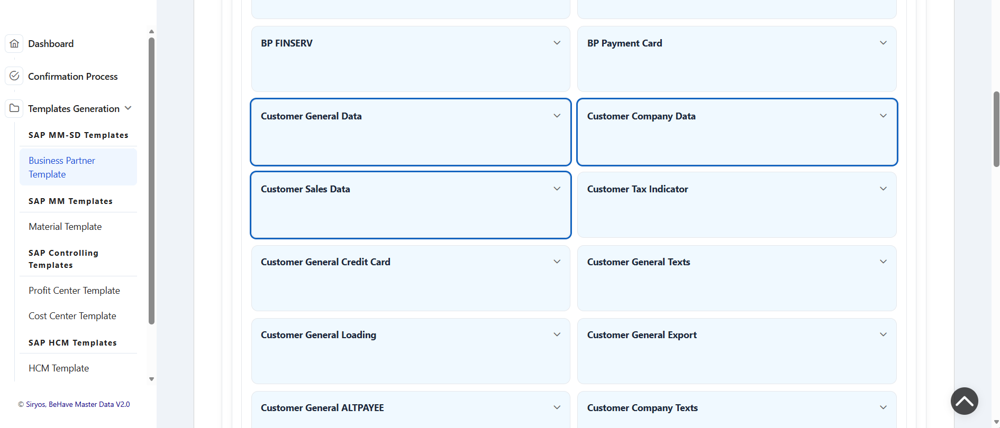 Dashboard
Confirmation Process
Templates Generation
SAP MM-SD Templates
Business Partner
Template
SAP MM Templates
Material Template
SAP Controlling
Templates
Profit Center Template
Cost Center Template
SAP HCM Templates
HCM Template
© Siryos, BeHave Master Data V2.0
BP FINSERV
BP Payment Card
Customer General Data
Customer Company Data
Customer Sales Data
Customer Tax Indicator
Customer General Credit Card
Customer General Texts
Customer General Loading
Customer General Export
Customer General ALTPAYEE
Customer Company Texts